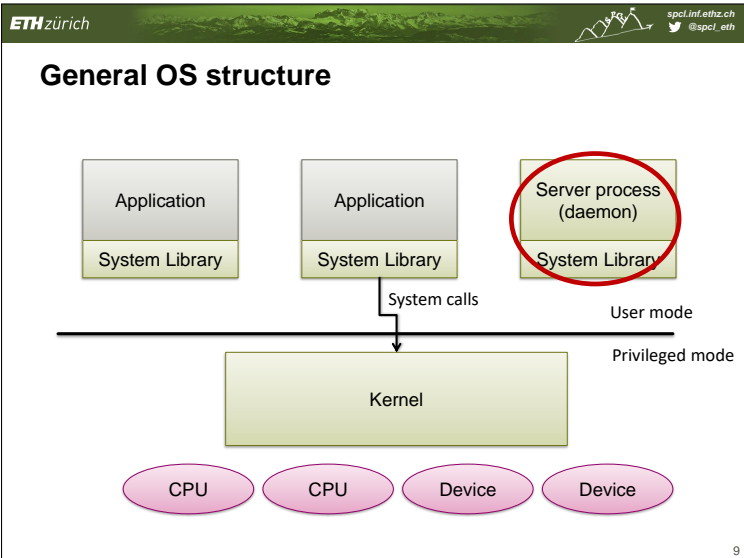 ETH zürich
spcl.inf.ethz.ch
@spcl_eth
General OS structure
Application
System Library
Application
System Library
Server process
(daemon)
System Library
System calls
User mode
Privileged mode
Kernel
CPU
CPU
Device
Device
9